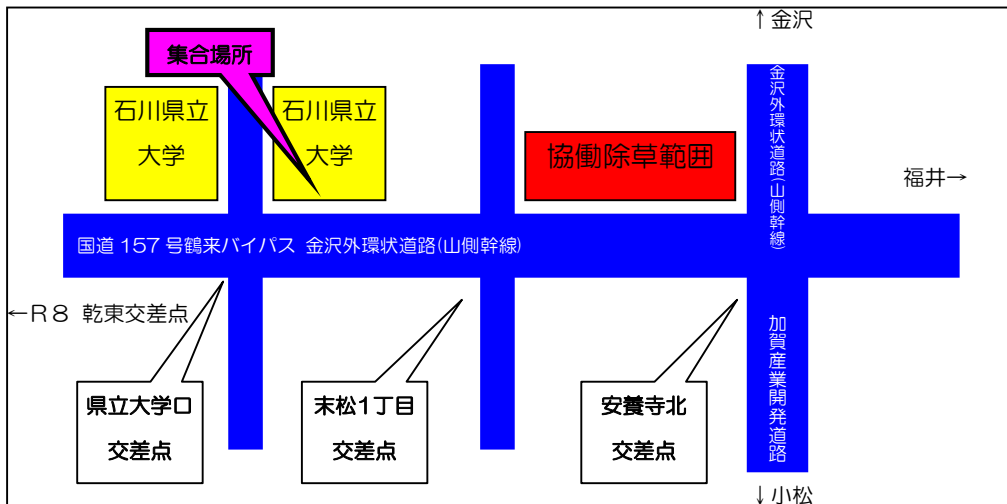 ↑金沢
集合場所
石川県立
大学
石川県立
大学
協働除草範囲
金沢外環状道路(山側幹線)
福井→
国道157号鶴来バイパス 金沢外環状道路(山側幹線)
←R8 乾東交差点
県立大学口
交差点
末松1丁目
交差点
安養寺北
交差点
加賀産業開発道路
↓小松